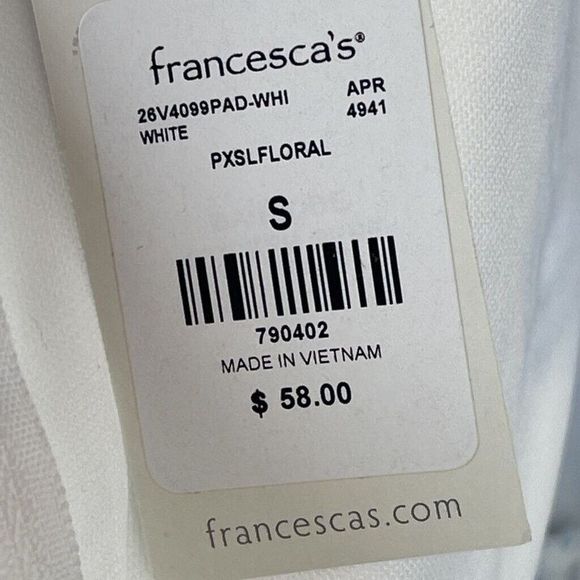 francesca's®
26V4099PAD-WHI APR
WHITE 4941
PXSLFLORAL
S
790402
MADE IN VIETNAM
$ 58.00
francescas.com